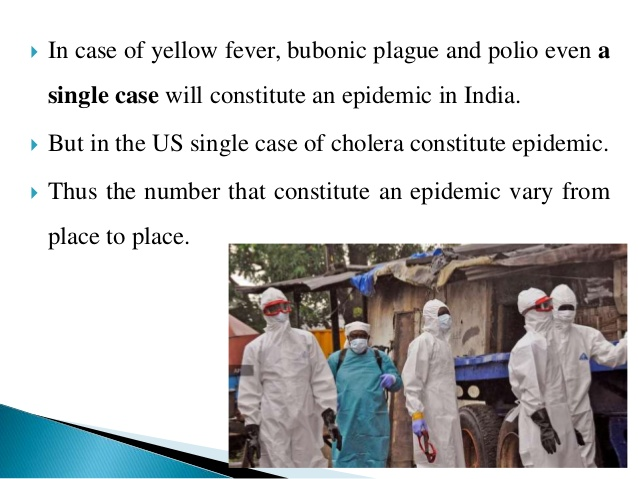 In case of yellow fever, bubonic plague and polio even a
single case will constitute an epidemic in India.
But in the US single case of cholera constitute epidemic.
Thus the number that constitute an epidemic vary from
place to place.